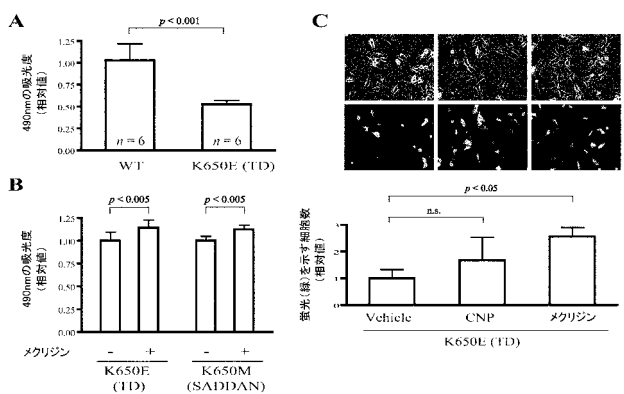 A
p < 0.001
490nmの吸光度
(相対値)
1.25
1.00
0.75
0.50
0.25
0.00
n = 6
n = 6
WT
K650E (TD)
B
p < 0.005
p < 0.005
490nmの吸光度
(相対値)
1.25
1.00
0.75
0.50
0.25
0.00
メクリジン
-
+
-
+
K650E
(TD)
K650M
(SADDAN)
C
p < 0.05
n.s.
蛍光(緑)を示す細胞数
(相対値)
3
2
1
0
Vehicle
CNP
メクリジン
K650E (TD)